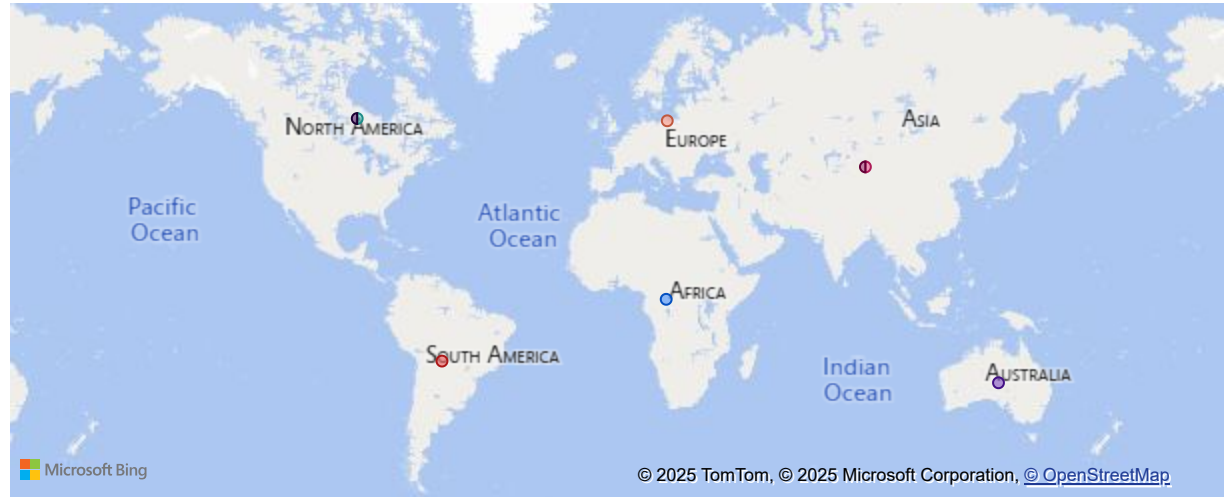 Asia
North America
Europe
Pacific
Ocean
Atlantic
Ocean
Africa
South America
Indian
Ocean
Australia
Microsoft Bing
© 2025 TomTom, © 2025 Microsoft Corporation, © OpenStreetMap